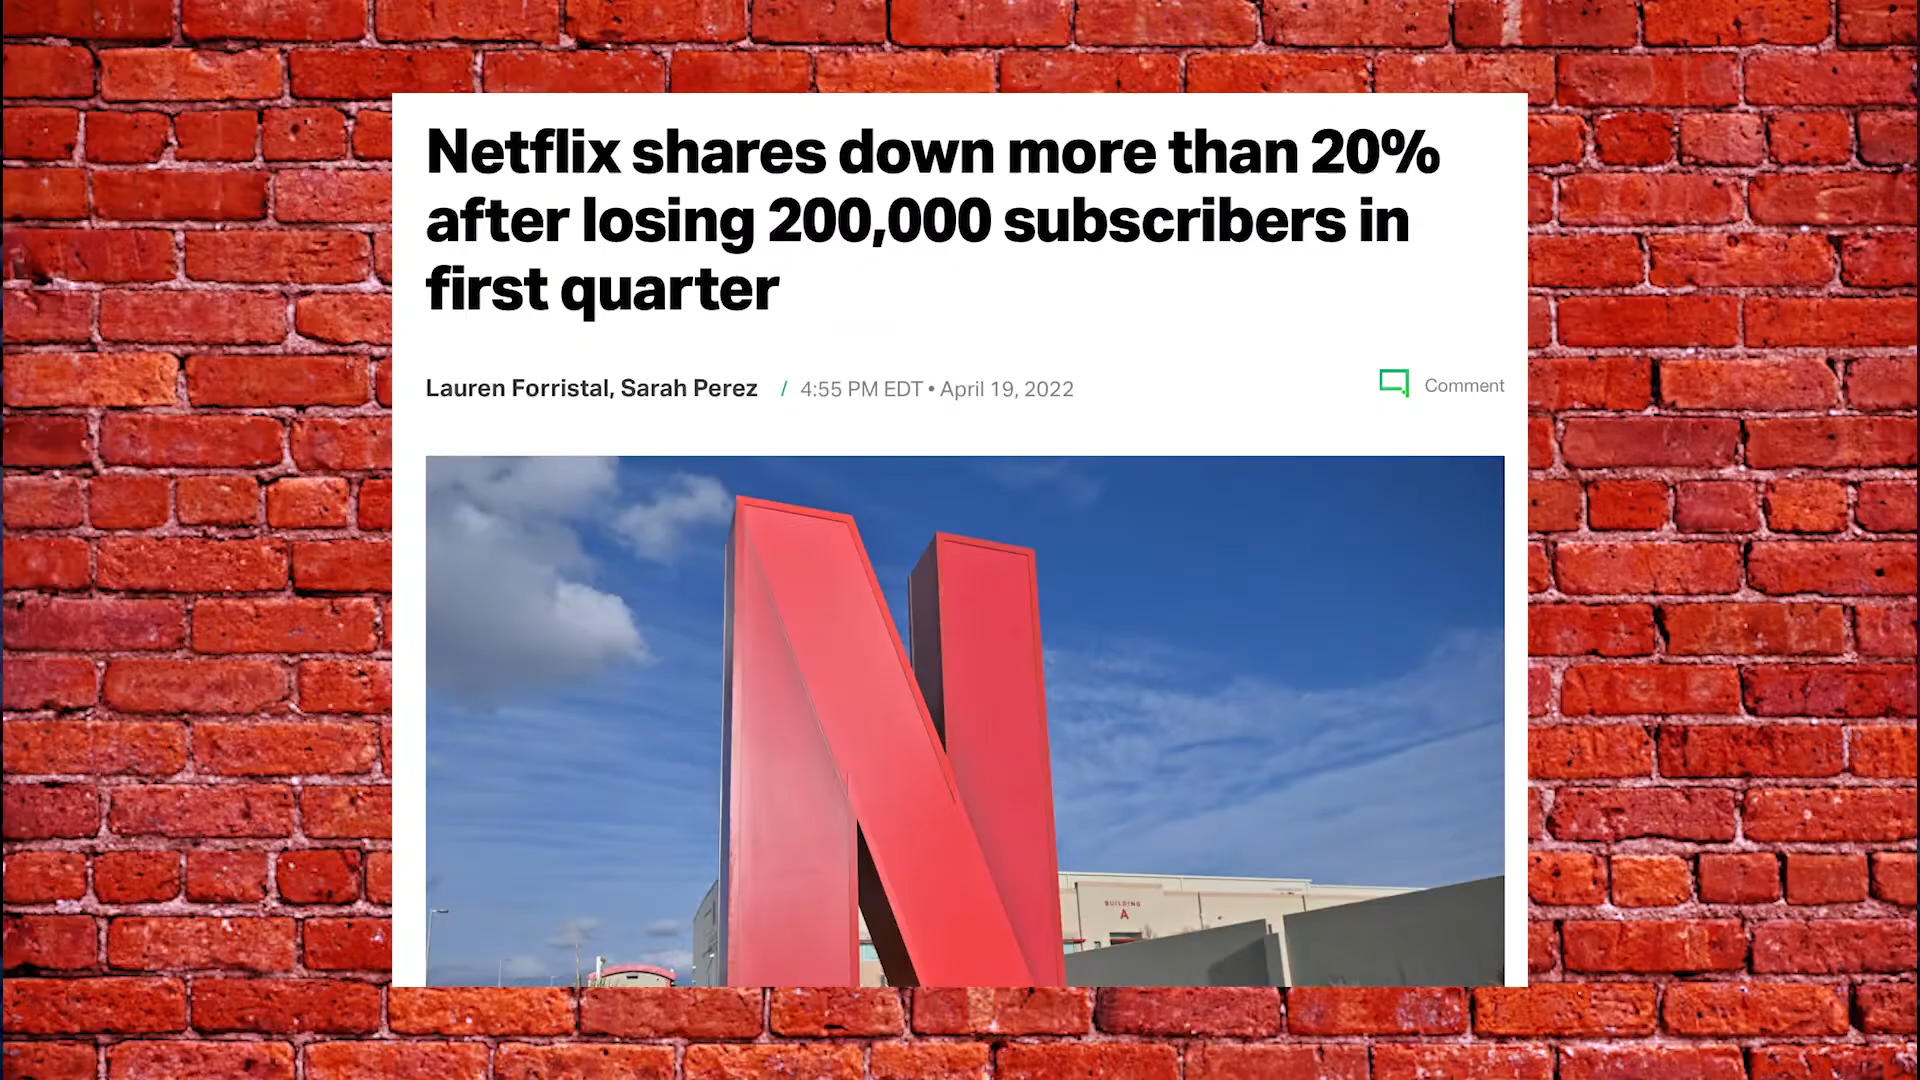 Netflix shares down more than 20%
after losing 200,000 subscribers in
first quarter
Lauren Forristal, Sarah Perez / 4:55 PM EDT • April 19, 2022
Comment
N
BUILDING
A